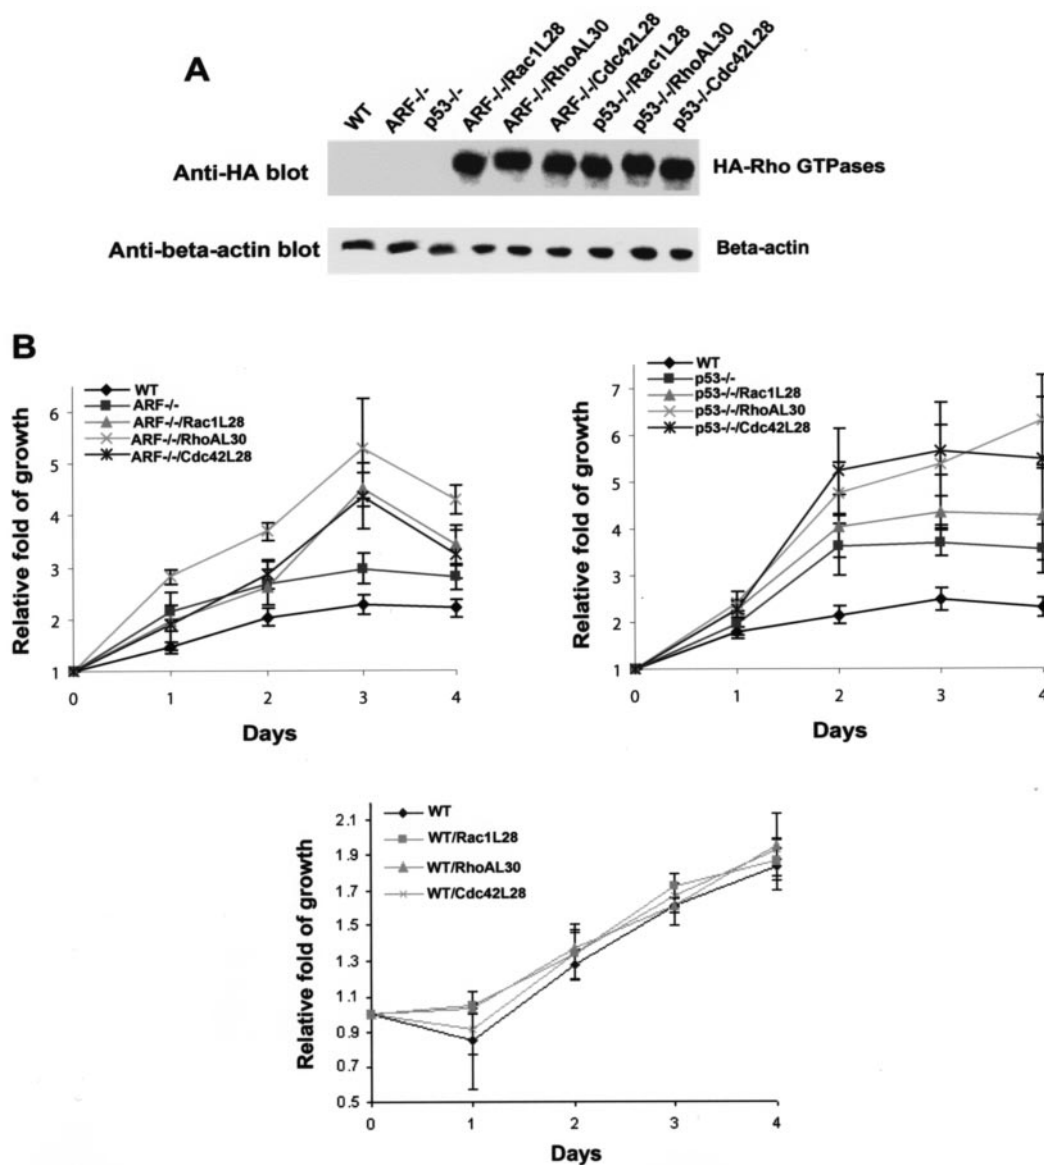 A
WT
ARF-/-
p53-/-
ARF-/-/Rac1L28
ARF-/-/RhoAL30
ARF-/-/Cdc42L28
p53-/-/Rac1L28
p53-/-/RhoAL30
p53-/-Cdc42L28
Anti-HA blot
HA-Rho GTPases
Anti-beta-actin blot
Beta-actin
B
WT
ARF-/-
ARF-/-/Rac1L28
ARF-/-/RhoAL30
ARF-/-/Cdc42L28
Relative fold of growth
6
5
4
3
2
1
0 1 2 3 4
Days
WT
p53-/-
p53-/-/Rac1L28
p53-/-/RhoAL30
p53-/-/Cdc42L28
Relative fold of growth
7
6
5
4
3
2
1
0 1 2 3 4
Days
WT
WT/Rac1L28
WT/RhoAL30
WT/Cdc42L28
Relative fold of growth
2.1
1.9
1.7
1.5
1.3
1.1
0.9
0.7
0.5
0 1 2 3 4
Days